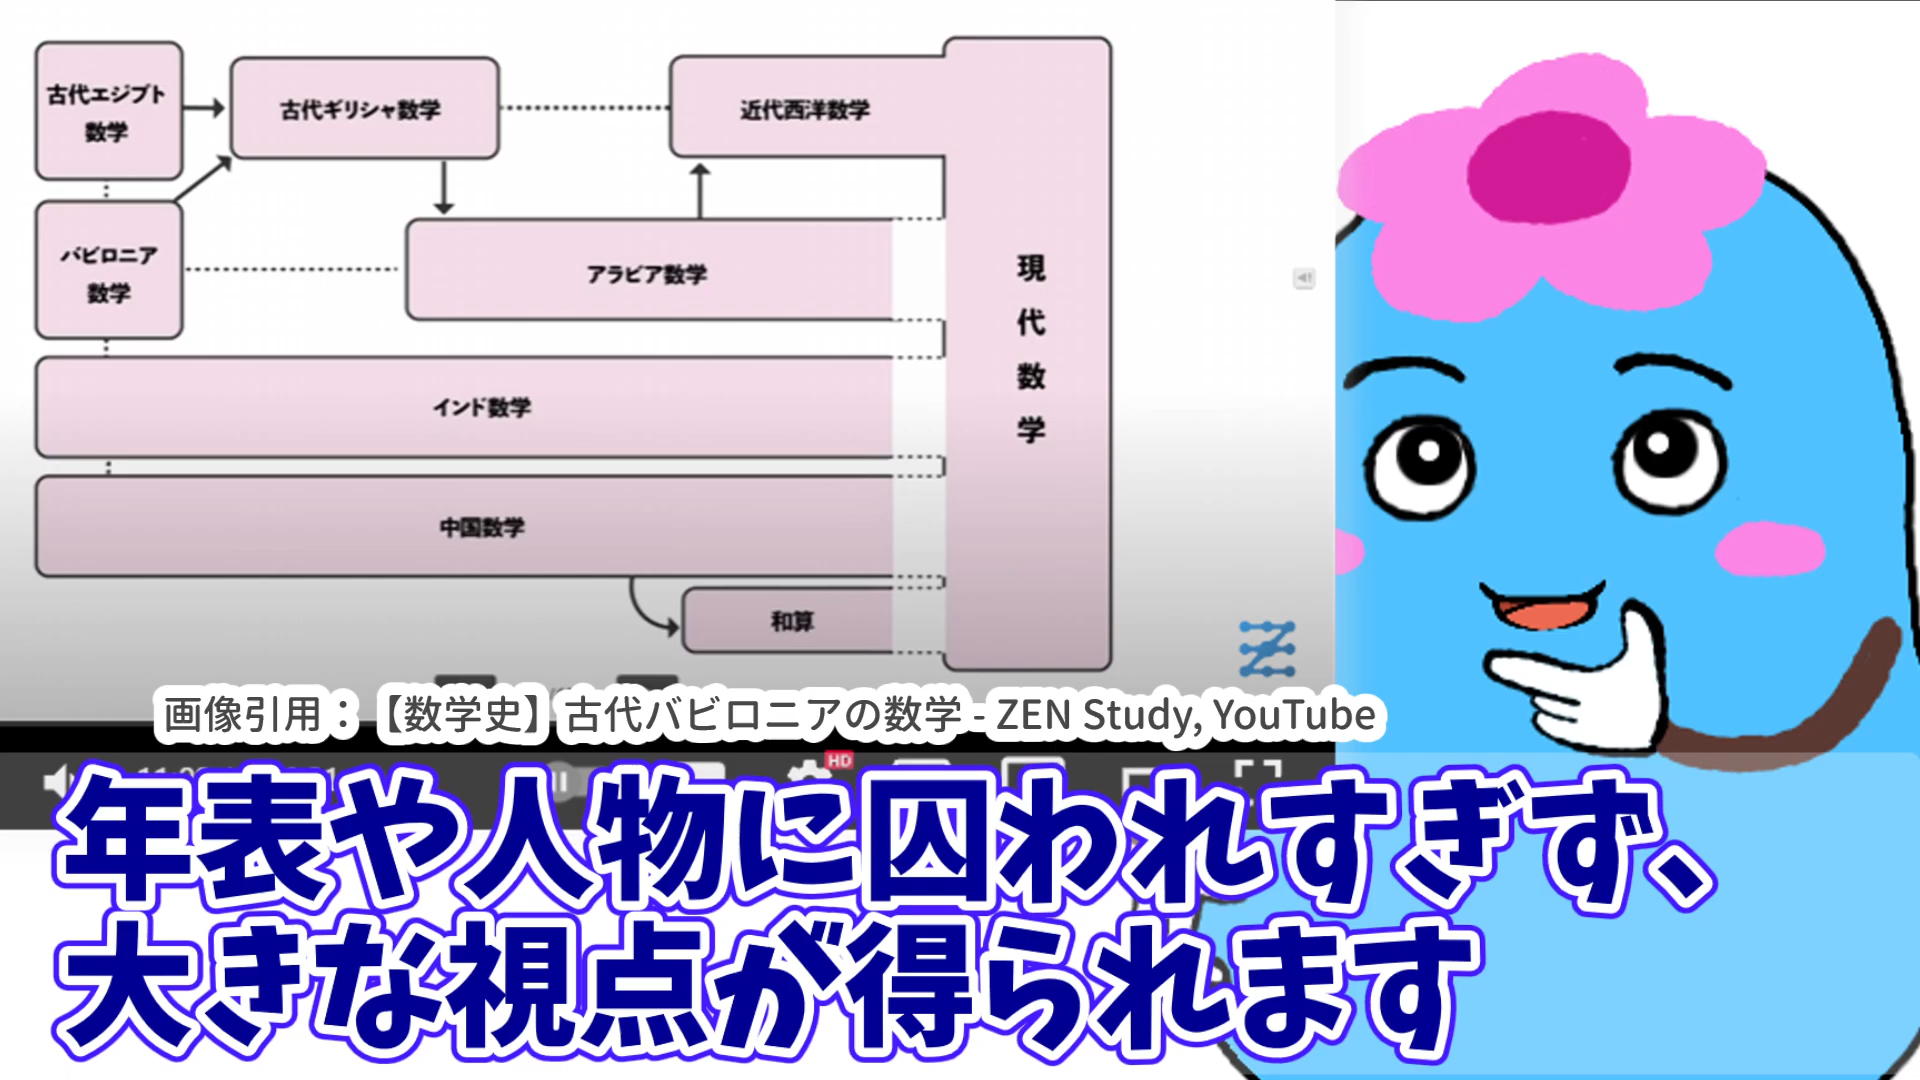 古代エジプト
数学
古代ギリシャ数学
近代西洋数学
バビロニア
数学
アラビア数学
現代数学
インド数学
中国数学
和算
画像引用：【数学史】古代バビロニアの数学 - ZEN Study, YouTube
HD
年表や人物に囚われすぎず、
大きな視点が得られます